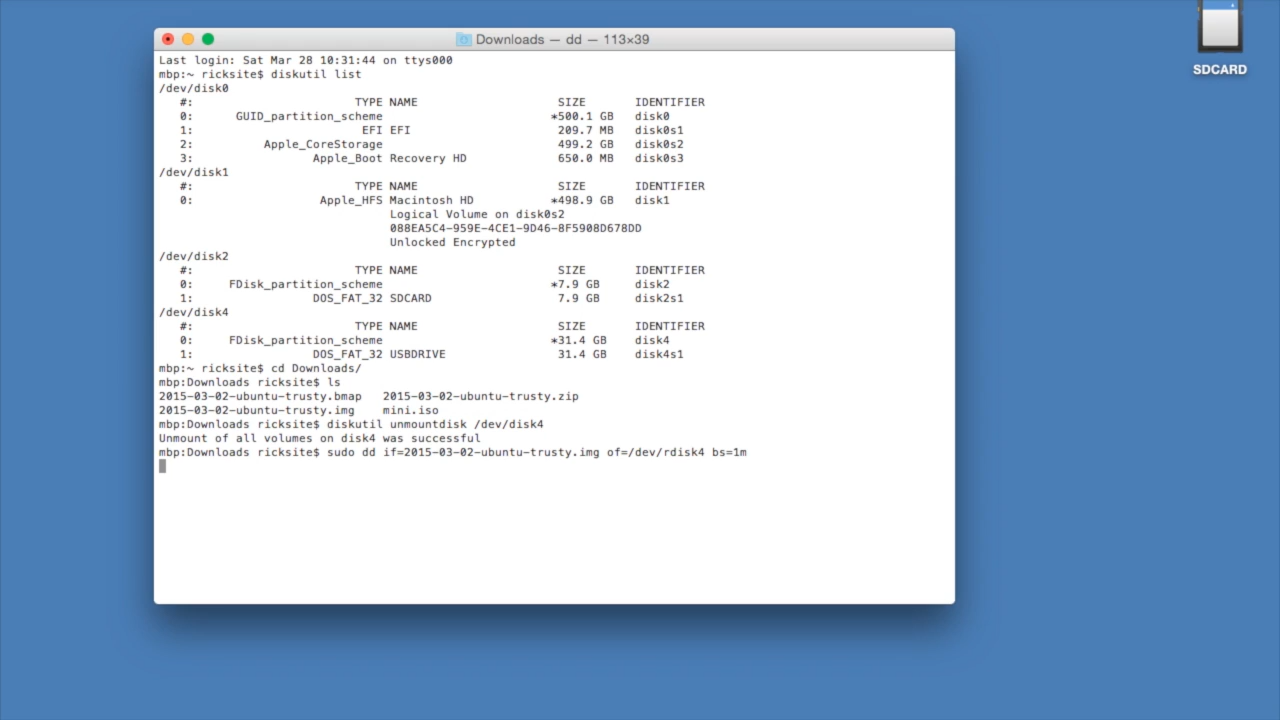 Downloads — dd — 113×39
SDCARD
Last login: Sat Mar 28 10:31:44 on ttys000
mbp:~ ricksite$ diskutil list
/dev/disk0
#: TYPE NAME SIZE IDENTIFIER
0: GUID_partition_scheme *500.1 GB disk0
1: EFI EFI 209.7 MB disk0s1
2: Apple_CoreStorage 499.2 GB disk0s2
3: Apple_Boot Recovery HD 650.0 MB disk0s3
/dev/disk1
#: TYPE NAME SIZE IDENTIFIER
0: Apple_HFS Macintosh HD *498.9 GB disk1
Logical Volume on disk0s2
088EA5C4-959E-4CE1-9D46-8F5908D678DD
Unlocked Encrypted
/dev/disk2
#: TYPE NAME SIZE IDENTIFIER
0: FDisk_partition_scheme *7.9 GB disk2
1: DOS_FAT_32 SDCARD 7.9 GB disk2s1
/dev/disk4
#: TYPE NAME SIZE IDENTIFIER
0: FDisk_partition_scheme *31.4 GB disk4
1: DOS_FAT_32 USBDRIVE 31.4 GB disk4s1
mbp:~ ricksite$ cd Downloads/
mbp:Downloads ricksite$ ls
2015-03-02-ubuntu-trusty.bmap 2015-03-02-ubuntu-trusty.zip
2015-03-02-ubuntu-trusty.img mini.iso
mbp:Downloads ricksite$ diskutil unmountdisk /dev/disk4
Unmount of all volumes on disk4 was successful
mbp:Downloads ricksite$ sudo dd if=2015-03-02-ubuntu-trusty.img of=/dev/rdisk4 bs=1m